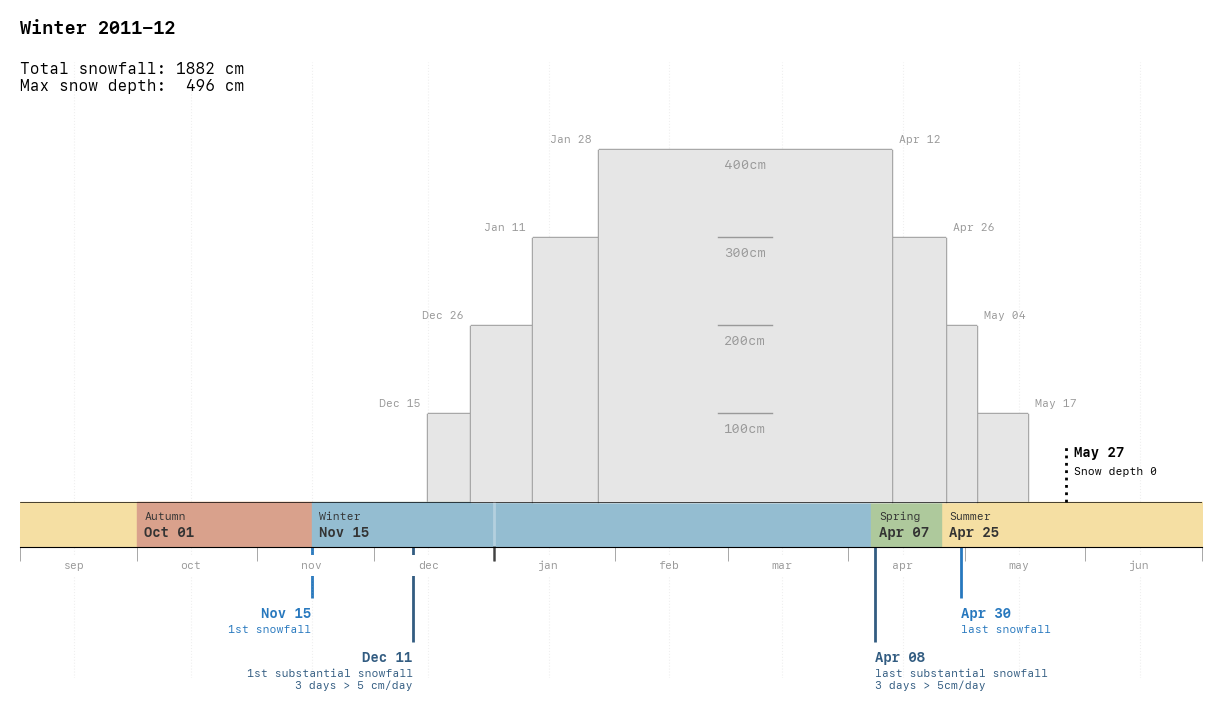 Winter 2011–12
Total snowfall: 1882 cm
Max snow depth:  496 cm
Jan 28
Apr 12
400cm
Jan 11
Apr 26
300cm
Dec 26
May 04
200cm
Dec 15
May 17
100cm
May 27
Snow depth 0
Autumn
Oct 01
Winter
Nov 15
Spring
Apr 07
Summer
Apr 25
sep oct nov dec jan feb mar apr may jun
Nov 15
1st snowfall
Apr 30
last snowfall
Dec 11
1st substantial snowfall
3 days > 5 cm/day
Apr 08
last substantial snowfall
3 days > 5cm/day